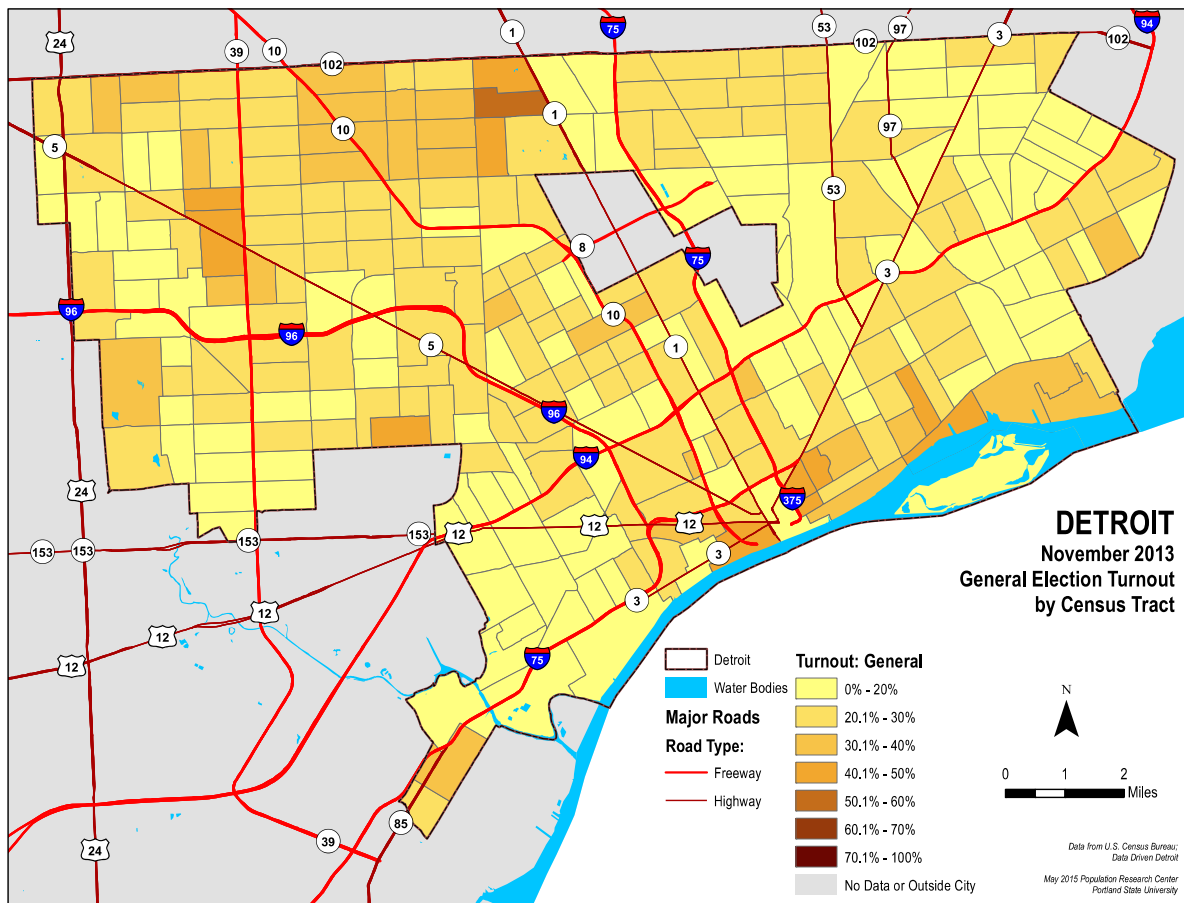 24
39
10
102
1
75
53
102
97
3
102
94
5
10
1
97
53
8
75
3
96
96
5
10
1
96
94
24
375
153
153
153
153
12
12
12
3
12
12
12
3
75
39
85
24
DETROIT
November 2013
General Election Turnout
by Census Tract
Detroit
Water Bodies
Major Roads
Road Type:
Freeway
Highway
Turnout: General
0% - 20%
20.1% - 30%
30.1% - 40%
40.1% - 50%
50.1% - 60%
60.1% - 70%
70.1% - 100%
No Data or Outside City
N
0 1 2
Miles
Data from U.S. Census Bureau;
Data Driven Detroit
May 2015 Population Research Center
Portland State University